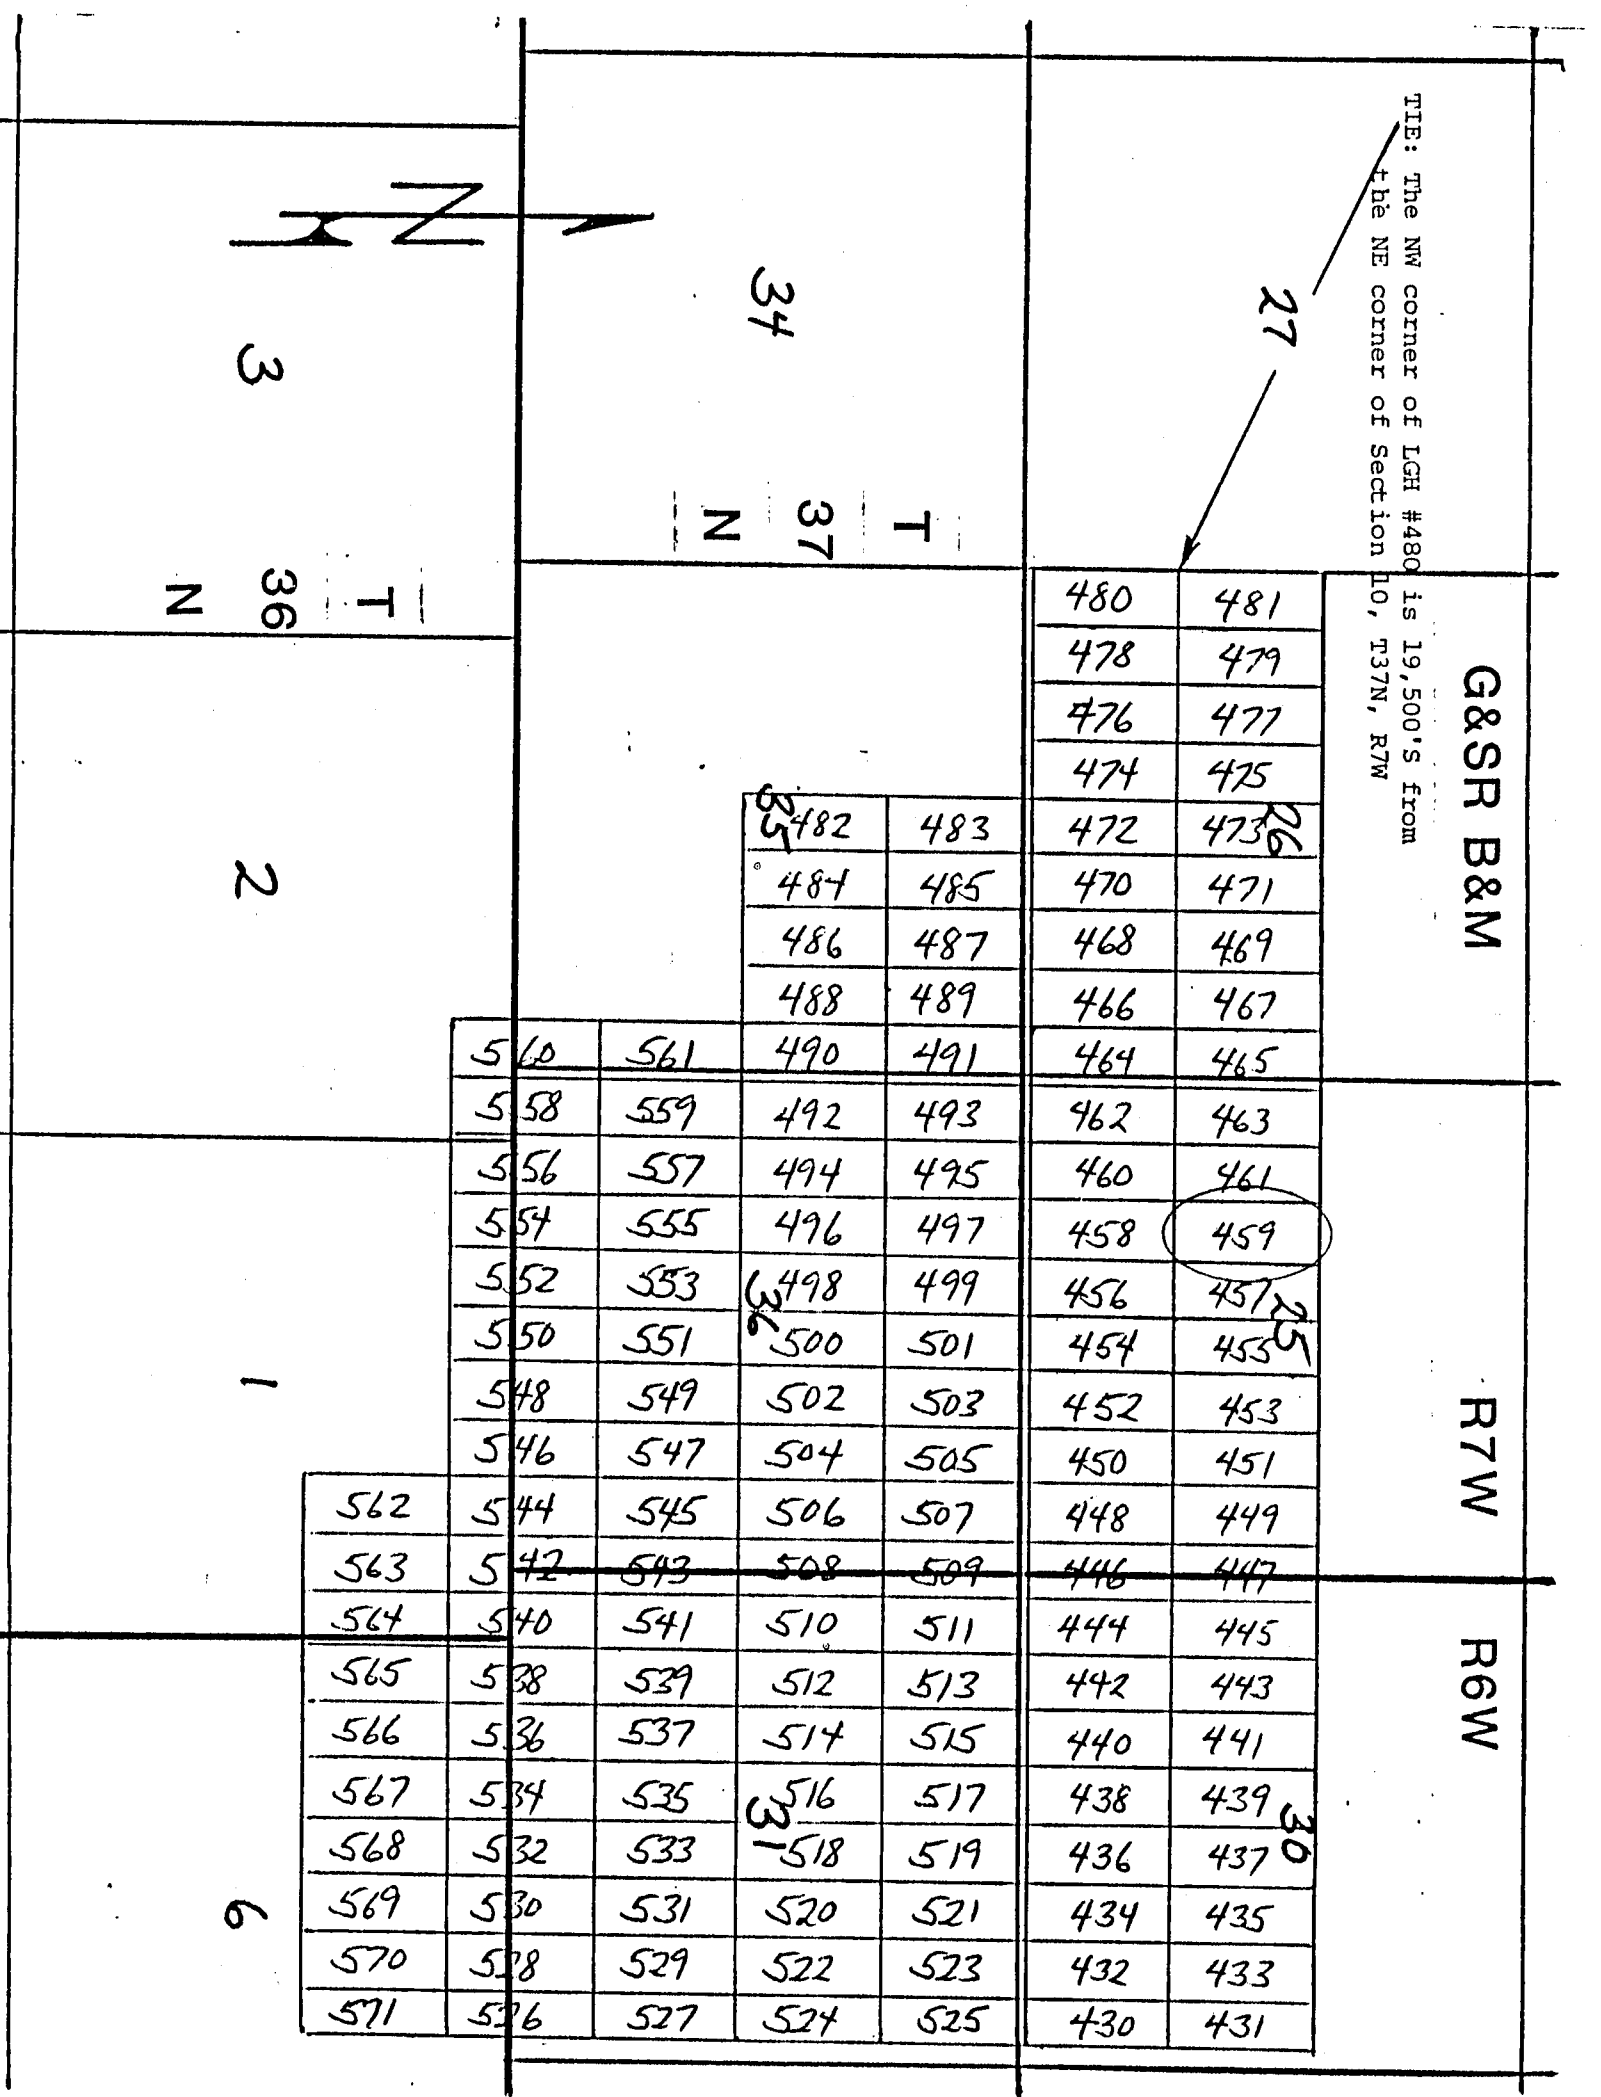 TIE: The NW corner of LGH #480 is 19,500'S from
the NE corner of Section 10, T37N, R7W
G&SR B&M
R7W
R6W
27
34
3
N
T
37
N
T
36
N
2
1
6
26
25
30
35
36
31
480 481
478 479
476 477
474 475
482 483 472 473
484 485 470 471
486 487 468 469
488 489 466 467
560 561 490 491 464 465
558 559 492 493 462 463
556 557 494 495 460 461
554 555 496 497 458 459
552 553 498 499 456 457
550 551 500 501 454 455
548 549 502 503 452 453
546 547 504 505 450 451
562 544 545 506 507 448 449
563 542 543 508 509 446 447
564 540 541 510 511 444 445
565 538 539 512 513 442 443
566 536 537 514 515 440 441
567 534 535 516 517 438 439
568 532 533 518 519 436 437
569 530 531 520 521 434 435
570 528 529 522 523 432 433
571 526 527 524 525 430 431